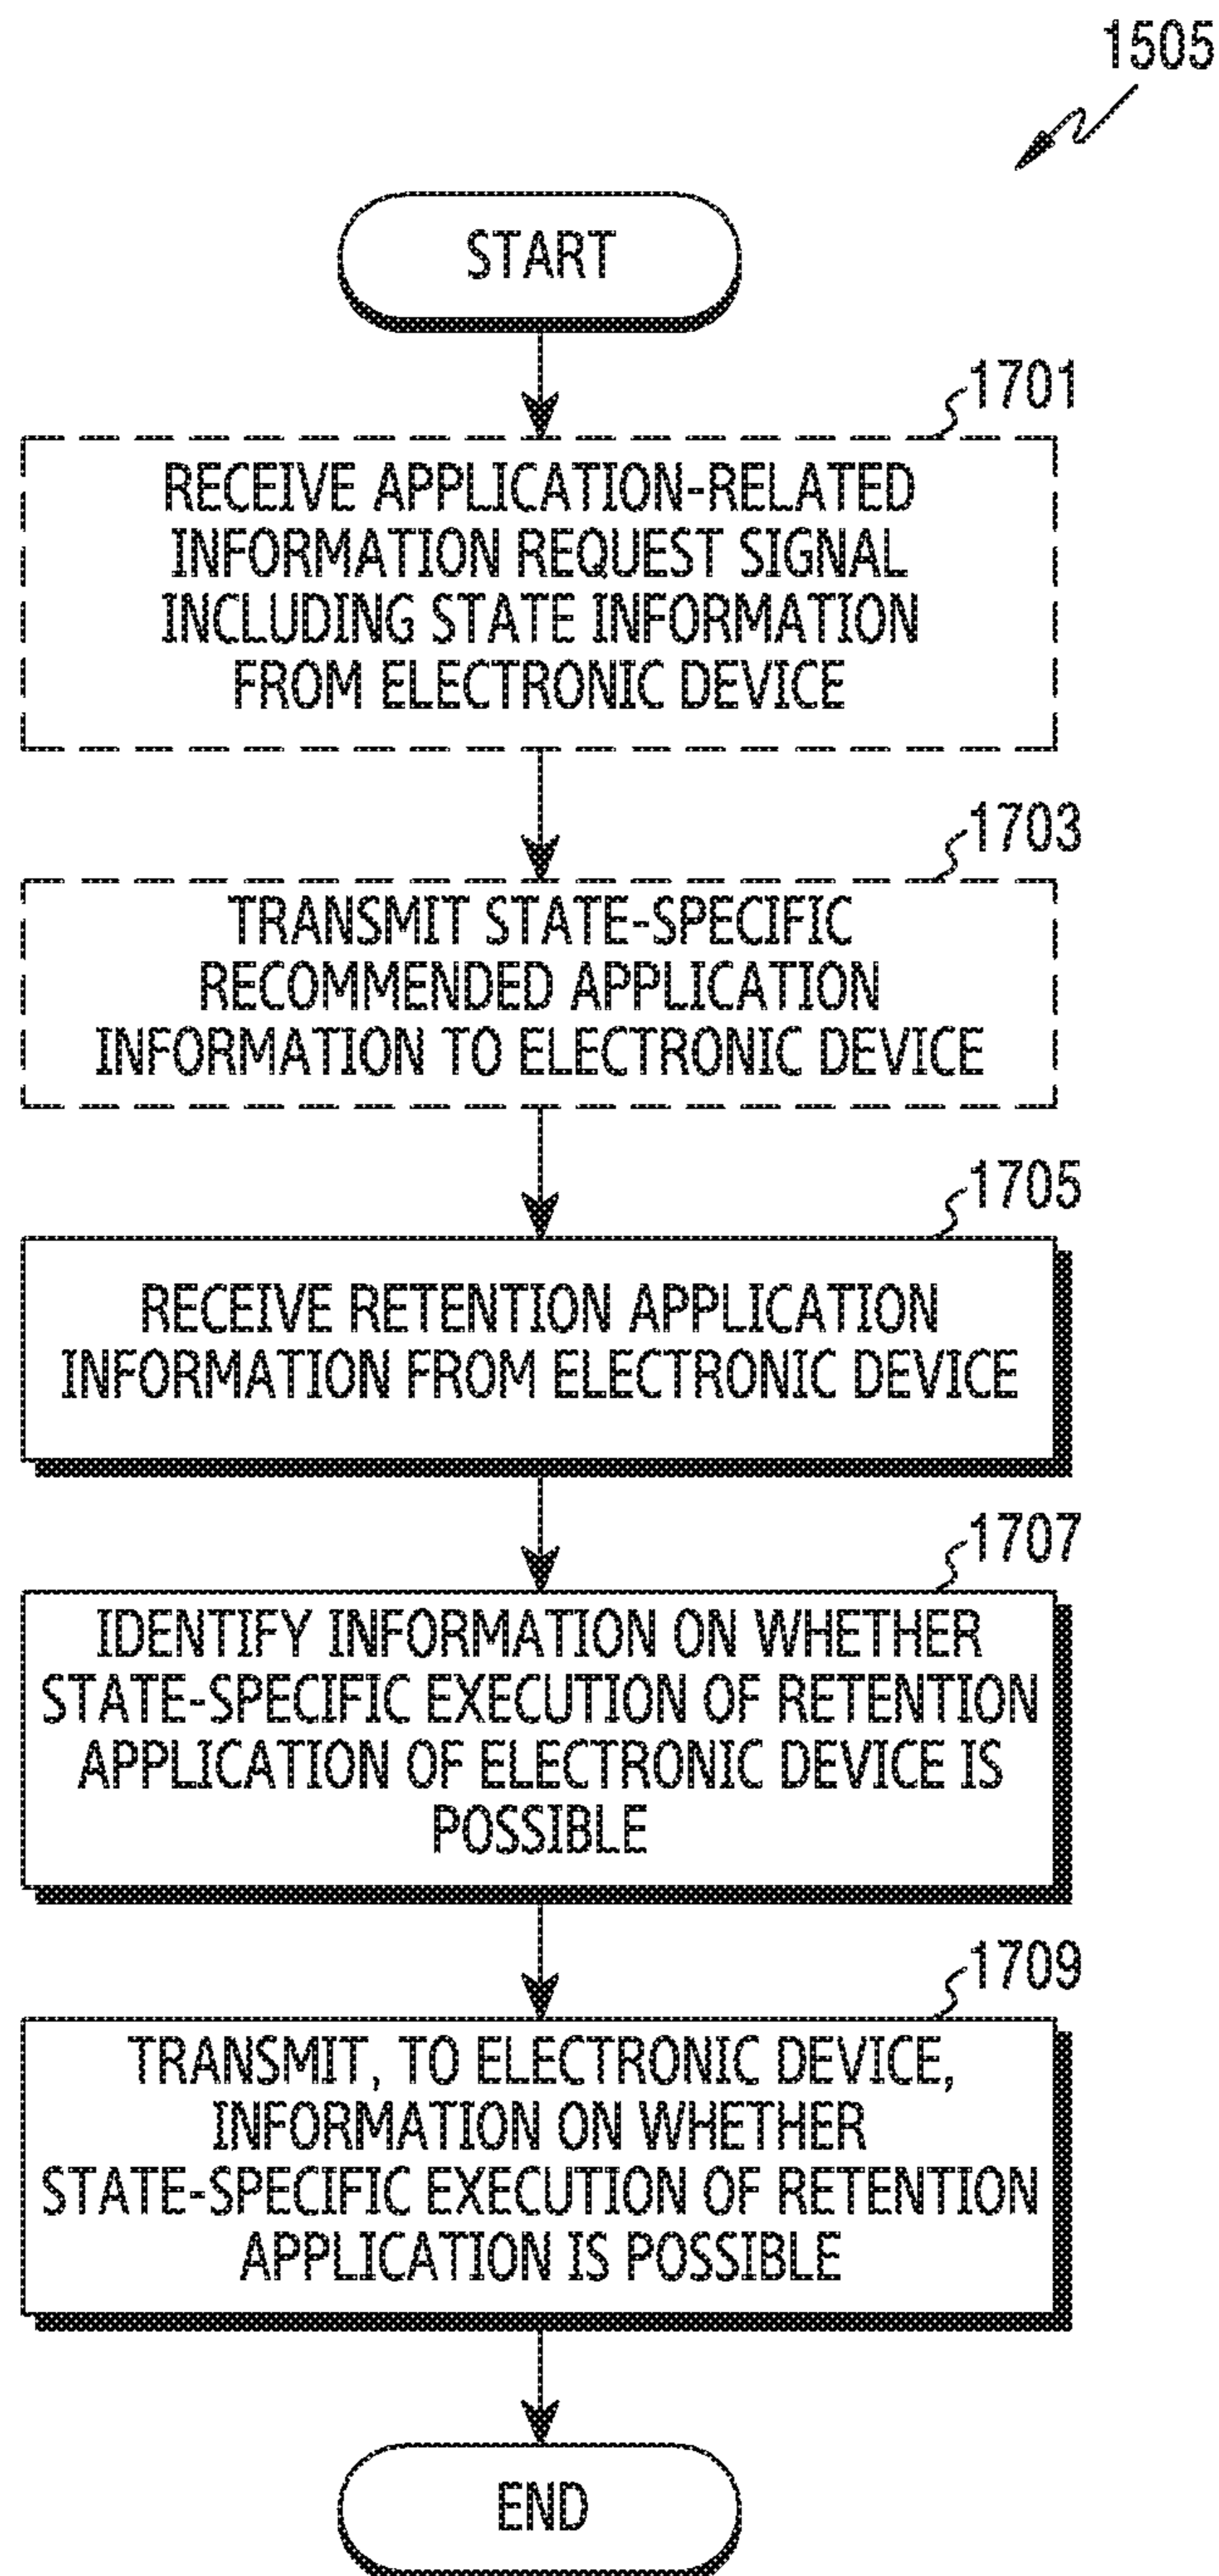 1505
START
1701
RECEIVE APPLICATION-RELATED
INFORMATION REQUEST SIGNAL
INCLUDING STATE INFORMATION
FROM ELECTRONIC DEVICE
1703
TRANSMIT STATE-SPECIFIC
RECOMMENDED APPLICATION
INFORMATION TO ELECTRONIC DEVICE
1705
RECEIVE RETENTION APPLICATION
INFORMATION FROM ELECTRONIC DEVICE
1707
IDENTIFY INFORMATION ON WHETHER
STATE-SPECIFIC EXECUTION OF RETENTION
APPLICATION OF ELECTRONIC DEVICE IS
POSSIBLE
1709
TRANSMIT, TO ELECTRONIC DEVICE,
INFORMATION ON WHETHER
STATE-SPECIFIC EXECUTION OF RETENTION
APPLICATION IS POSSIBLE
END